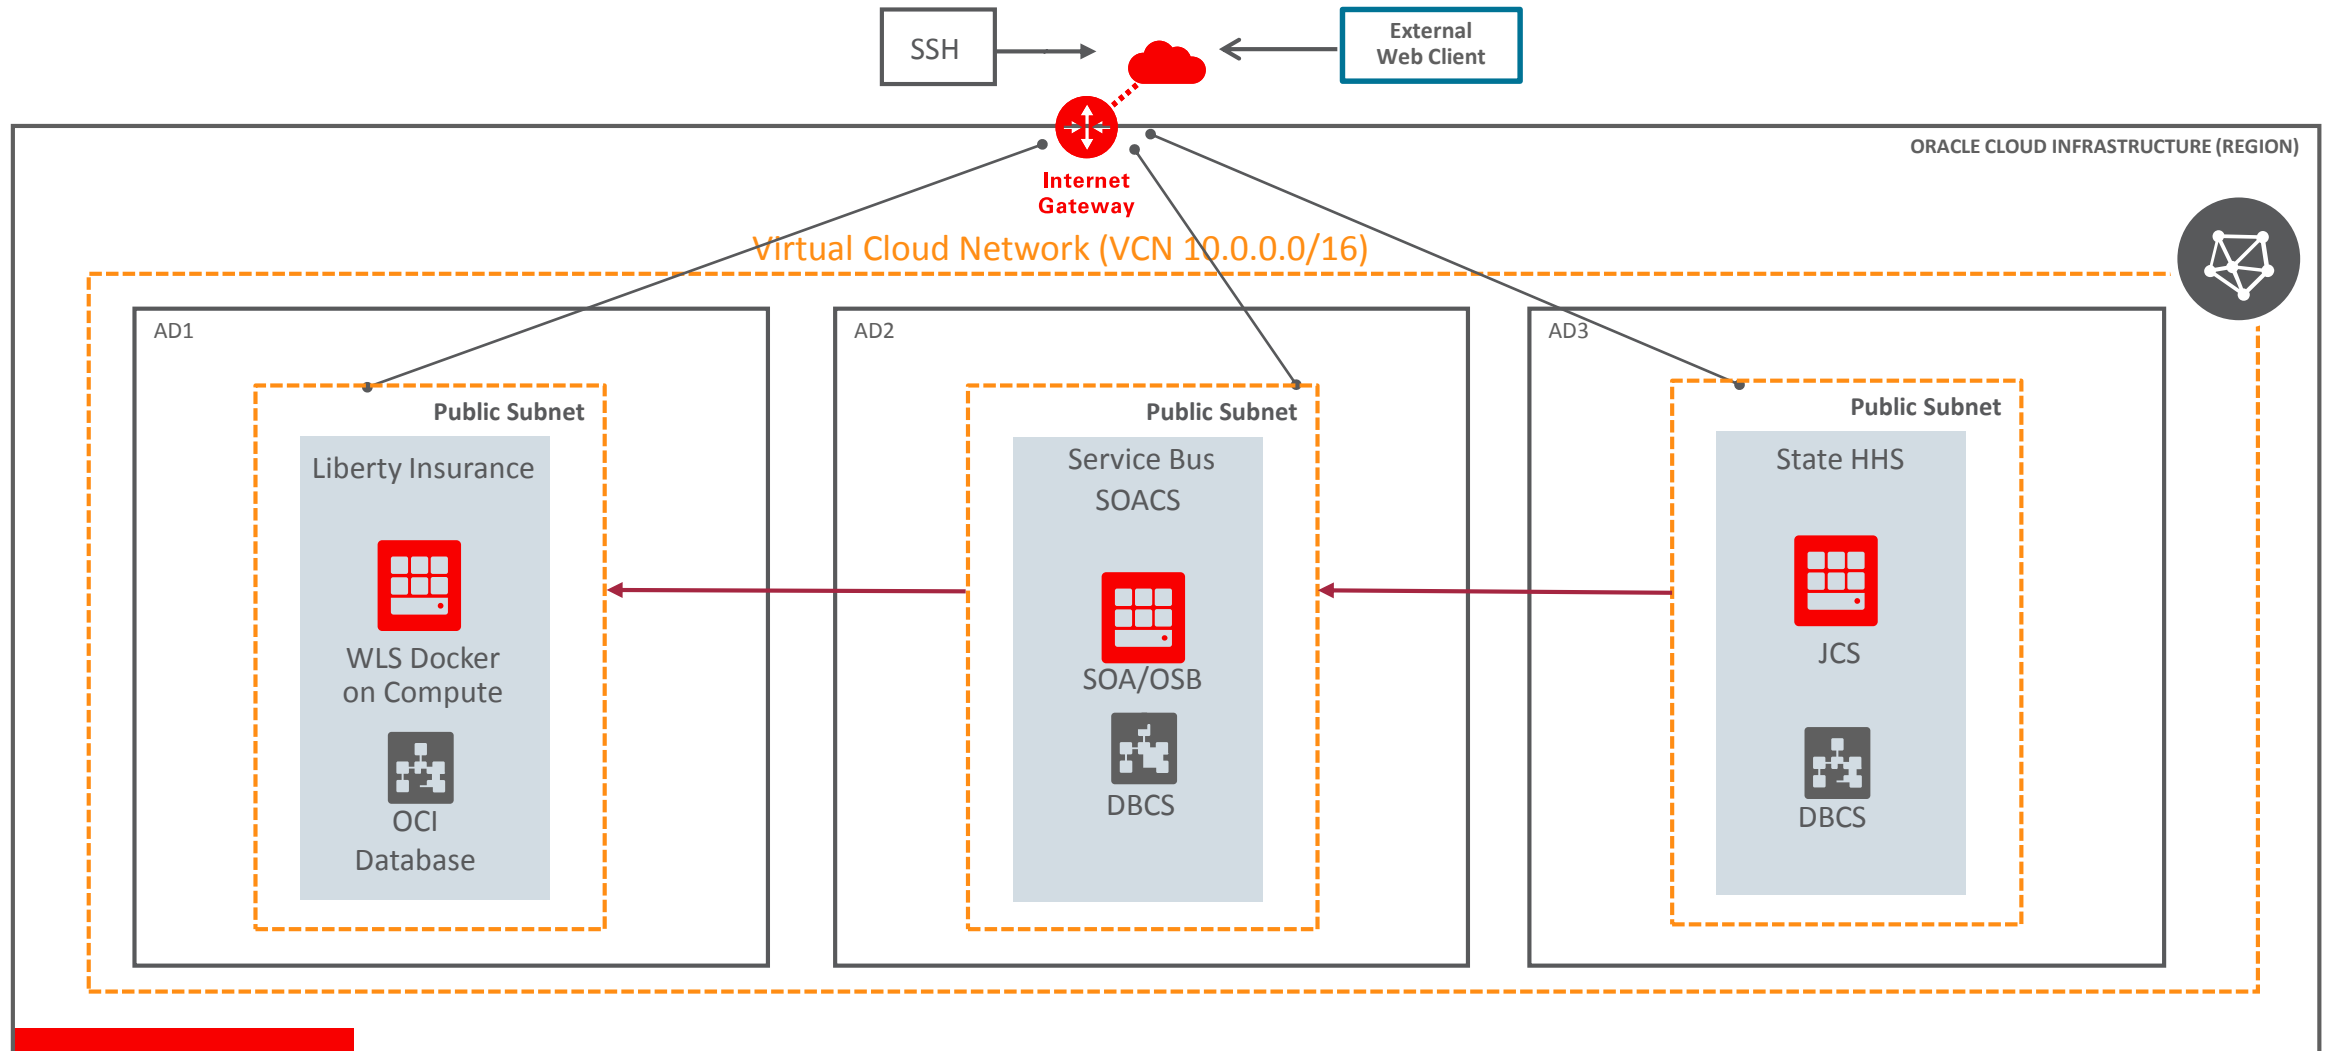 SSH
External
Web Client
ORACLE CLOUD INFRASTRUCTURE (REGION)
Internet
Gateway
Virtual Cloud Network (VCN 10.0.0.0/16)
AD1
Public Subnet
Liberty Insurance
WLS Docker
on Compute
OCI
Database
AD2
Public Subnet
Service Bus
SOACS
SOA/OSB
DBCS
AD3
Public Subnet
State HHS
JCS
DBCS